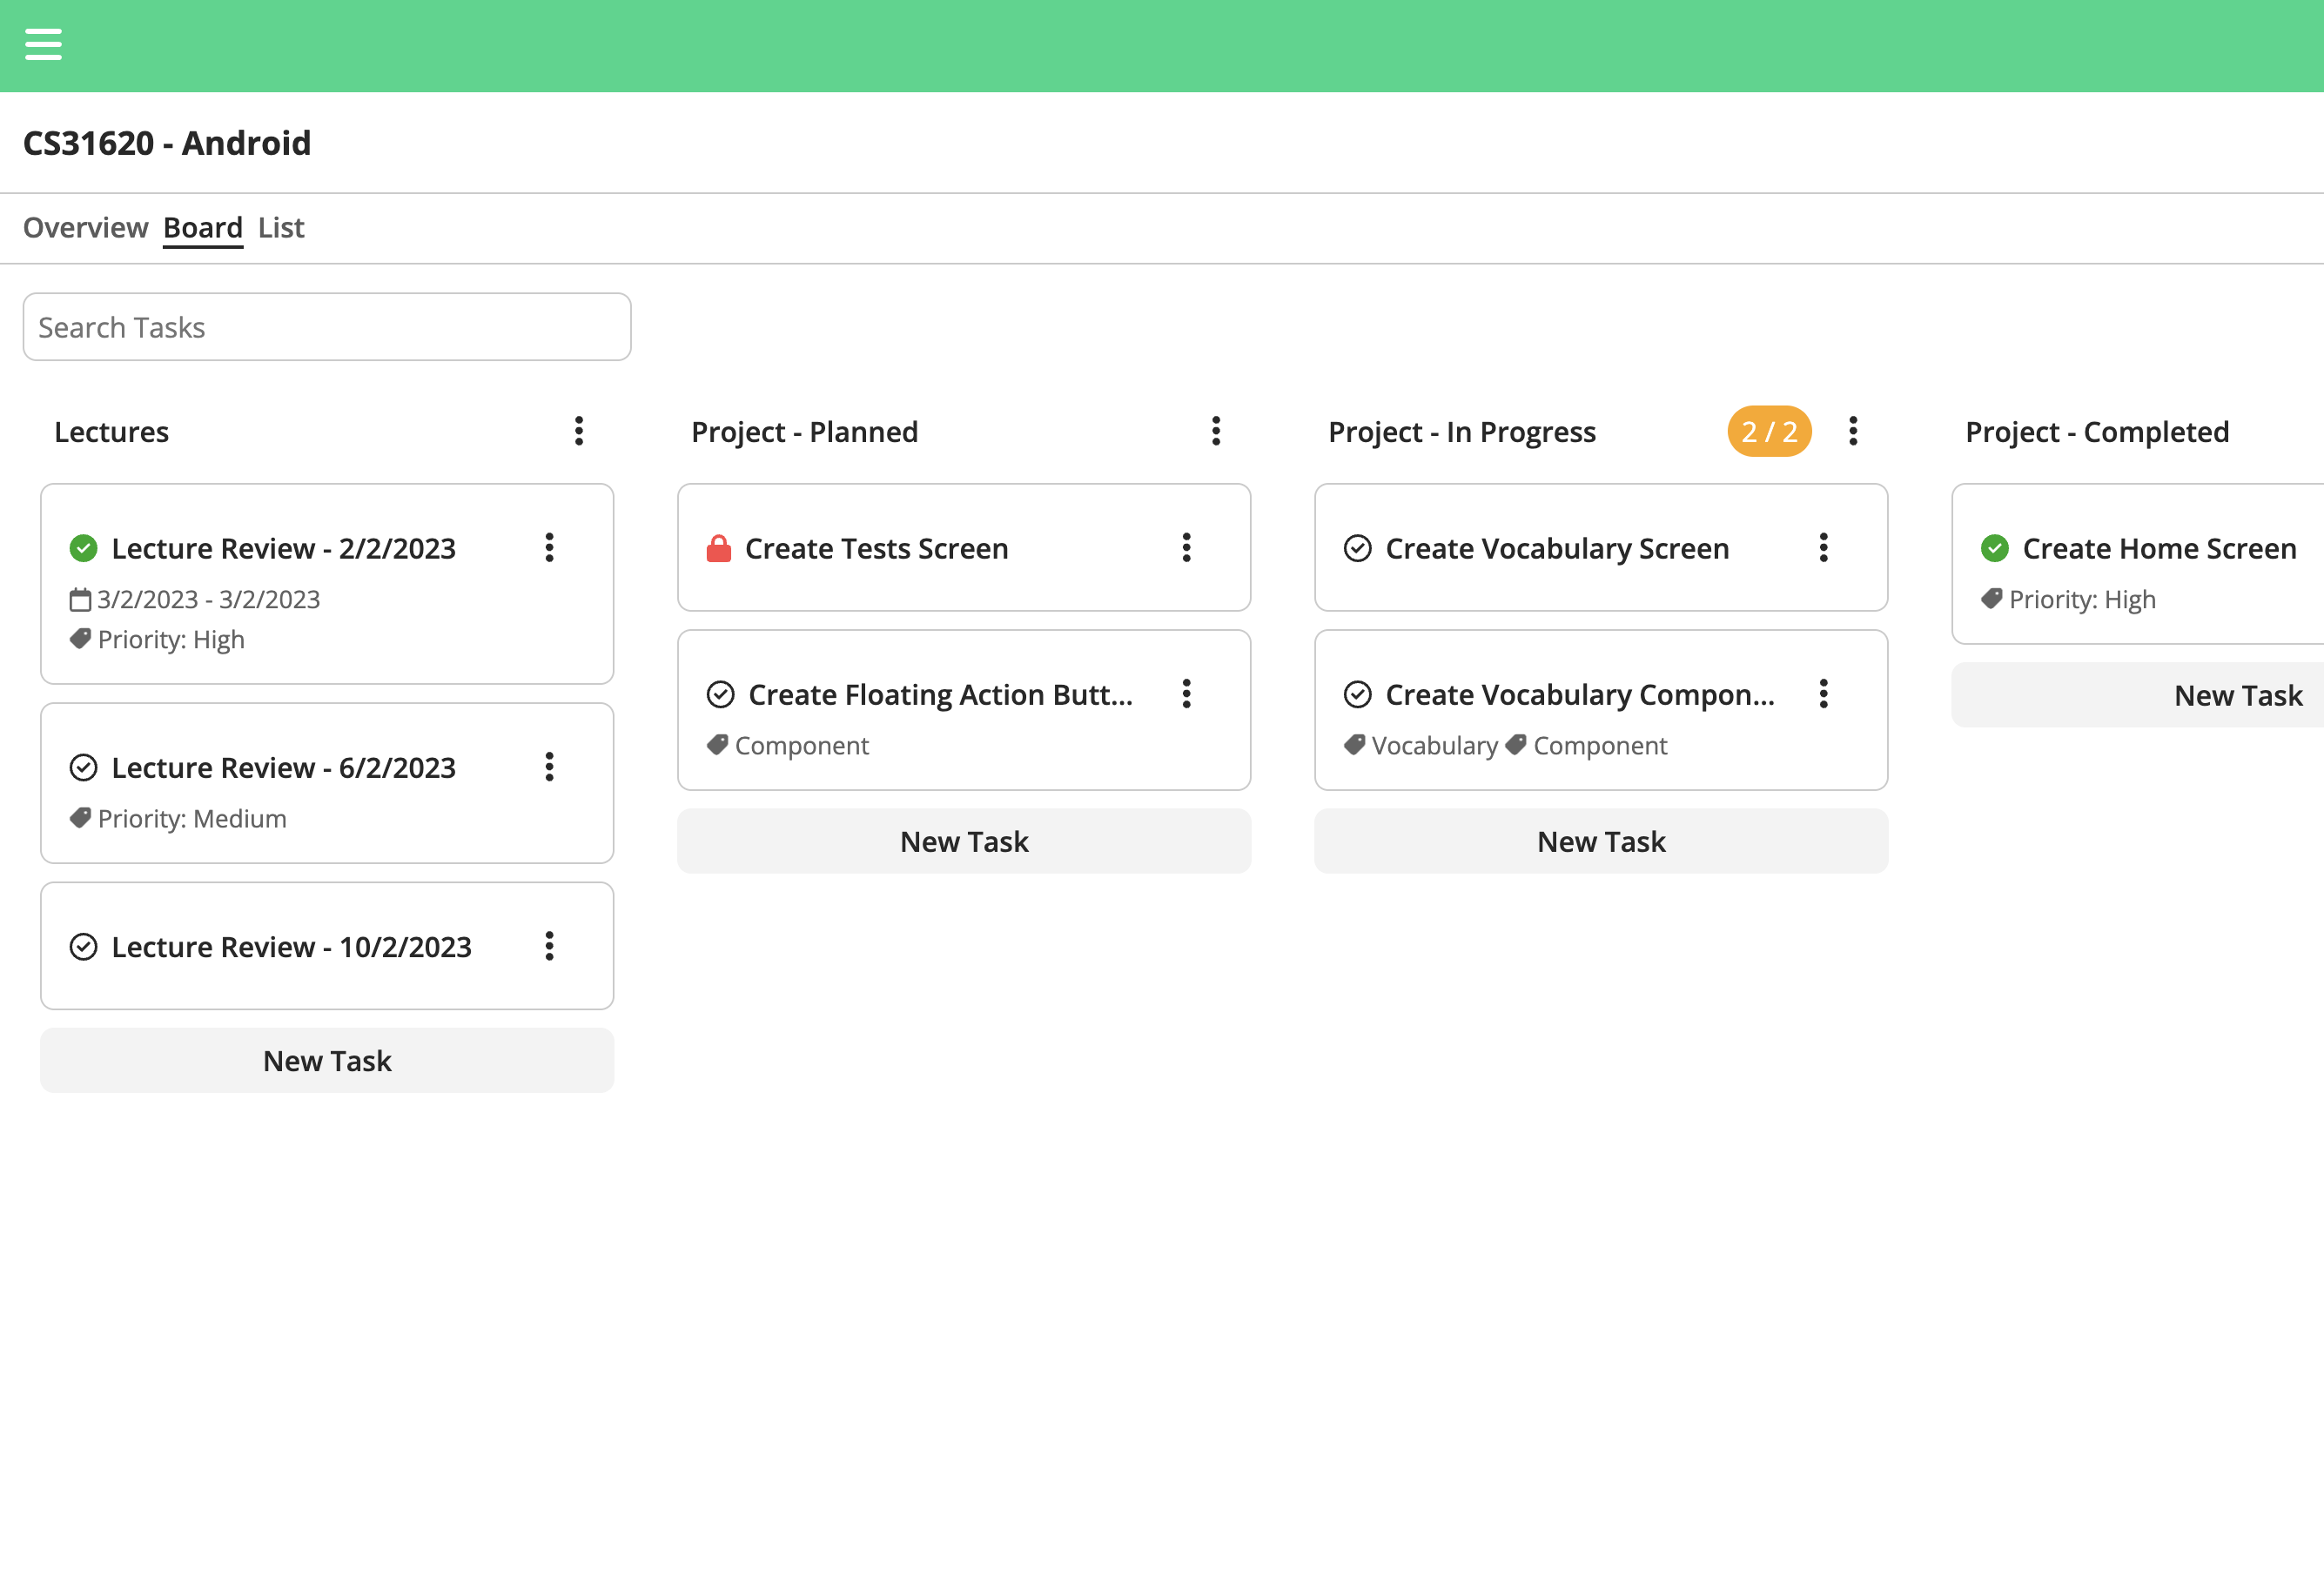 CS31620 - Android
Overview Board List
Search Tasks
Lectures
Lecture Review - 2/2/2023
3/2/2023 - 3/2/2023
Priority: High
Lecture Review - 6/2/2023
Priority: Medium
Lecture Review - 10/2/2023
New Task
Project - Planned
Create Tests Screen
Create Floating Action Butt...
Component
New Task
Project - In Progress
2 / 2
Create Vocabulary Screen
Create Vocabulary Compon...
Vocabulary Component
New Task
Project - Completed
Create Home Screen
Priority: High
New Task